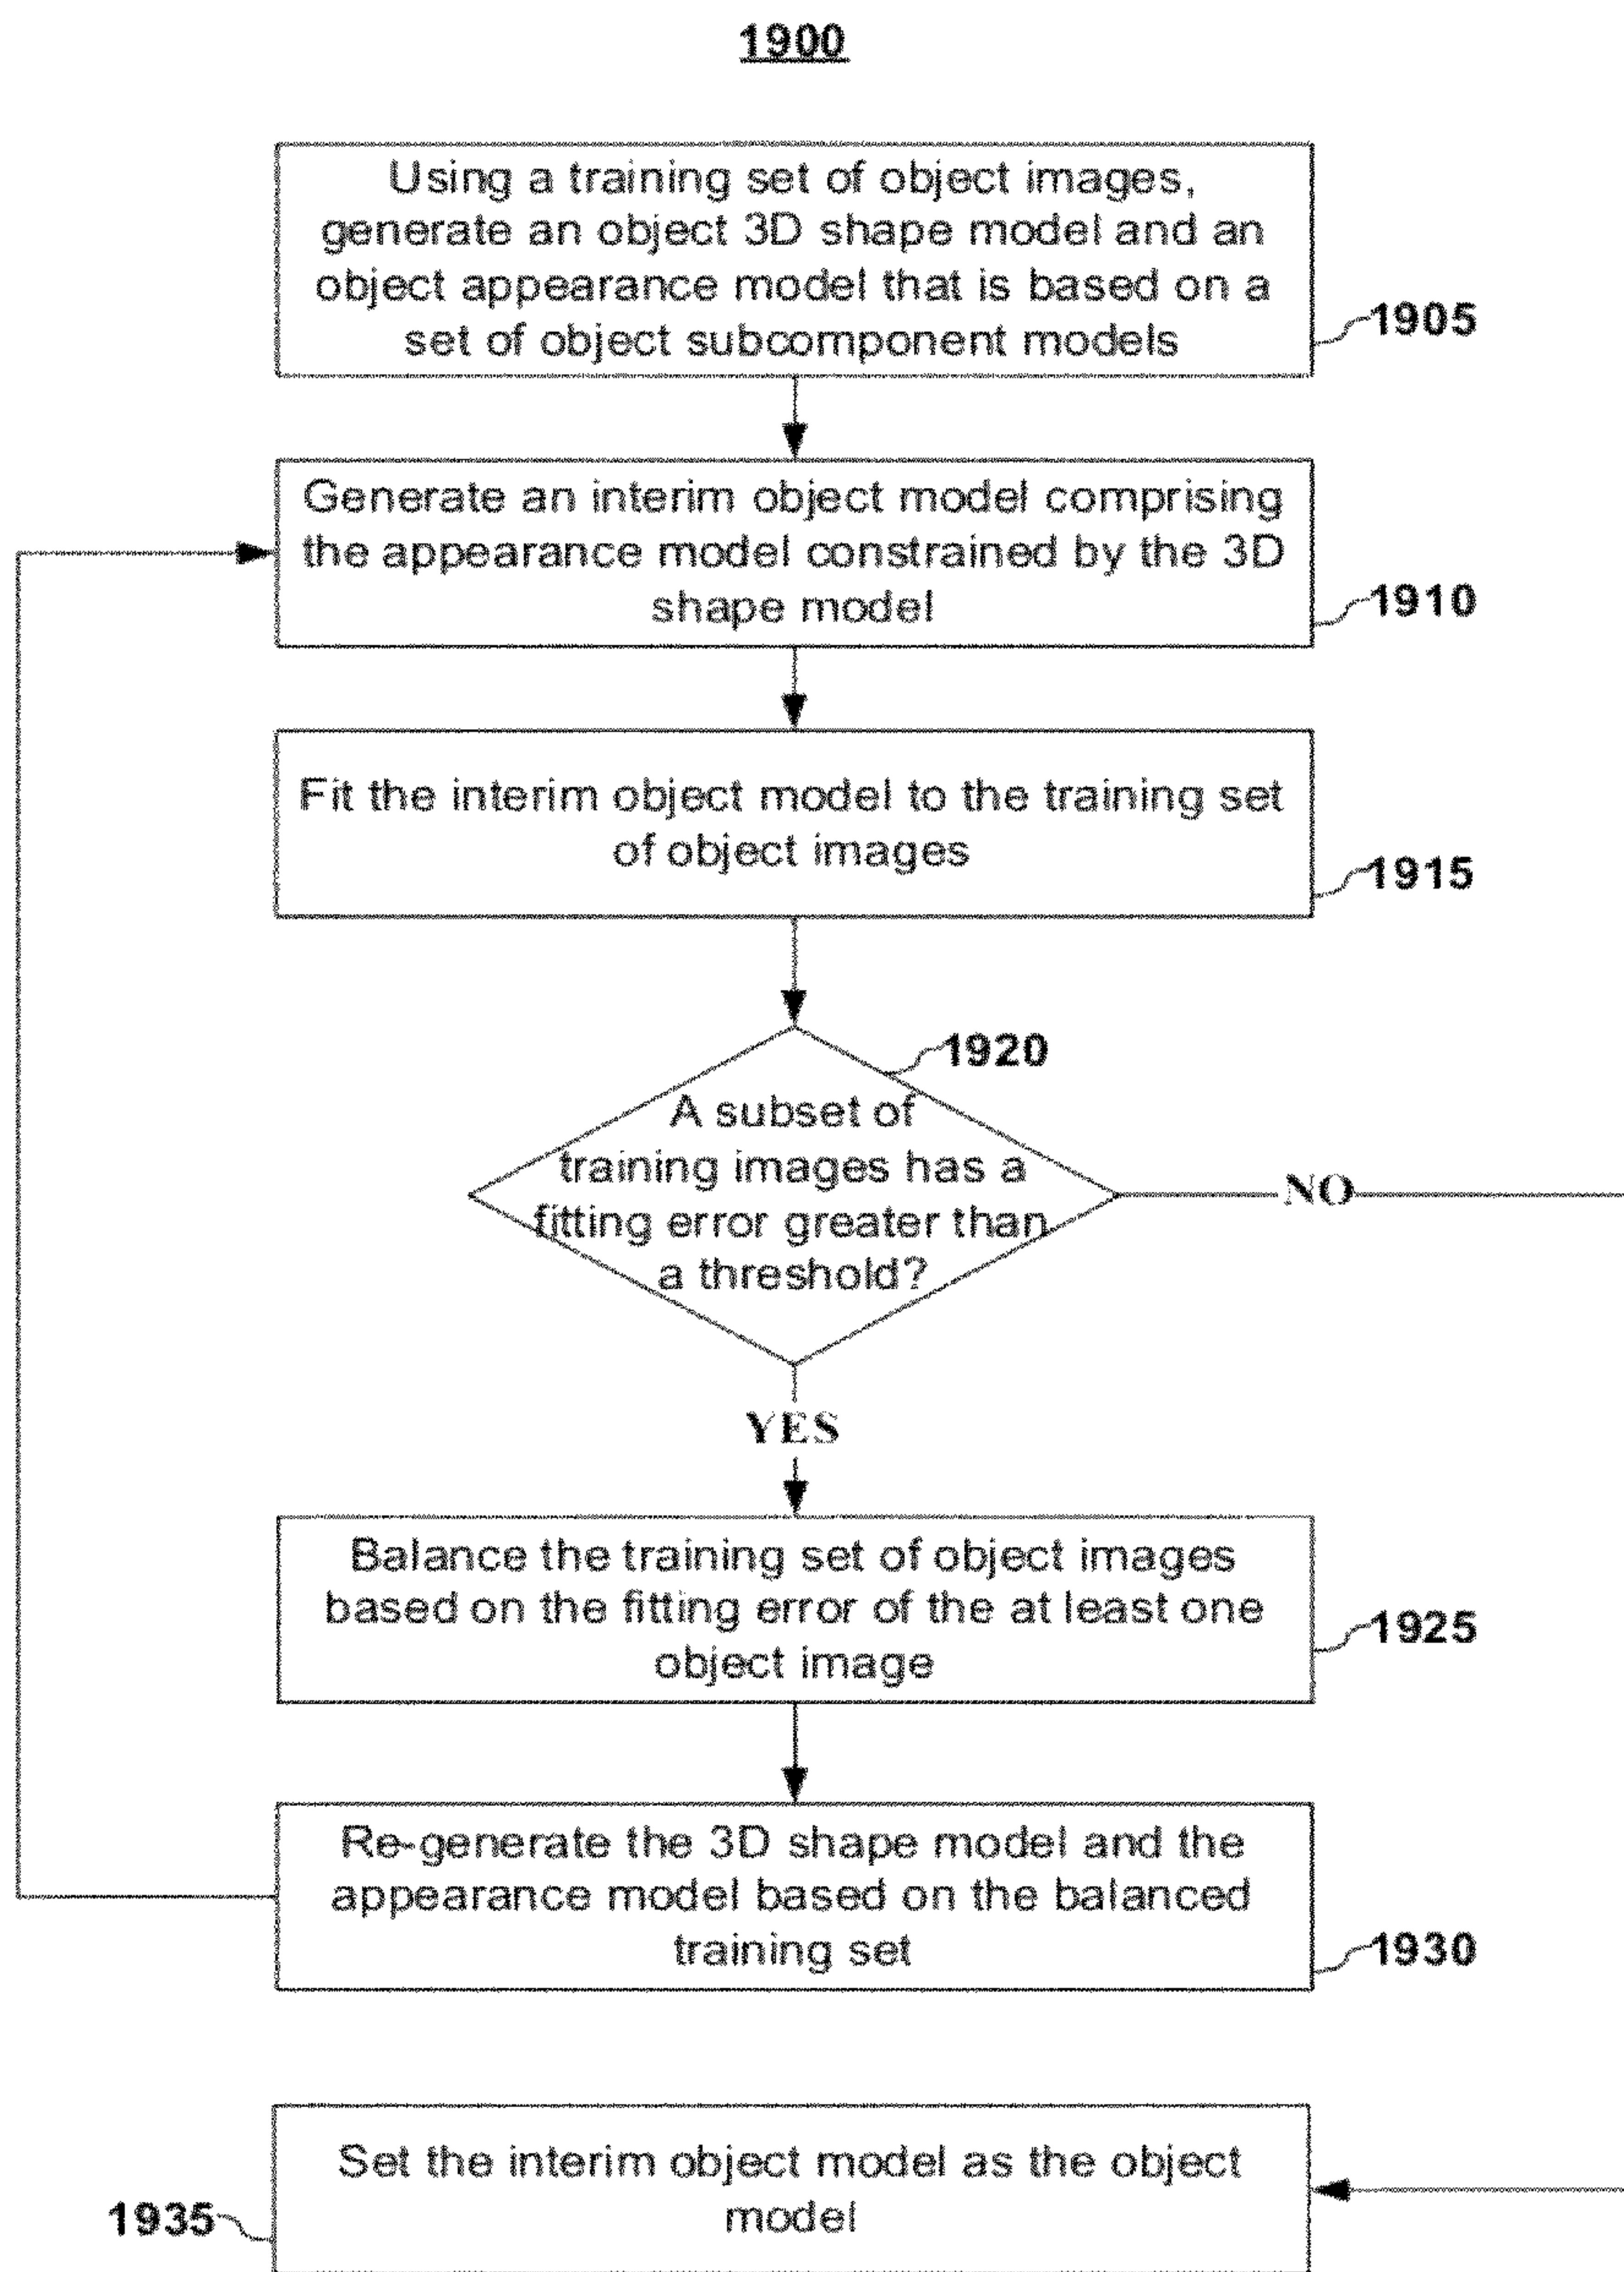 1900
Using a training set of object images,
generate an object 3D shape model and an
object appearance model that is based on a
set of object subcomponent models
1905
Generate an interim object model comprising
the appearance model constrained by the 3D
shape model
1910
Fit the interim object model to the training set
of object images
1915
1920
A subset of
training images has a
fitting error greater than
a threshold?
NO
YES
Balance the training set of object images
based on the fitting error of the at least one
object image
1925
Re-generate the 3D shape model and the
appearance model based on the balanced
training set
1930
Set the interim object model as the object
model
1935